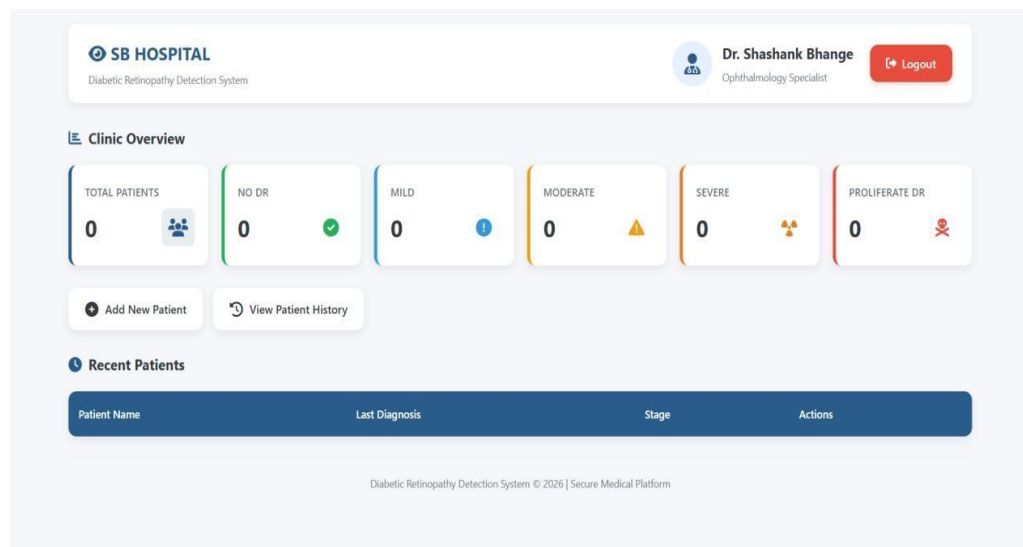 SB HOSPITAL
Diabetic Retinopathy Detection System
Dr. Shashank Bhange
Ophthalmology Specialist
Logout
Clinic Overview
TOTAL PATIENTS
0
NO DR
0
MILD
0
MODERATE
0
SEVERE
0
PROLIFERATE DR
0
Add New Patient
View Patient History
Recent Patients
Patient Name Last Diagnosis Stage Actions
Diabetic Retinopathy Detection System © 2026 | Secure Medical Platform